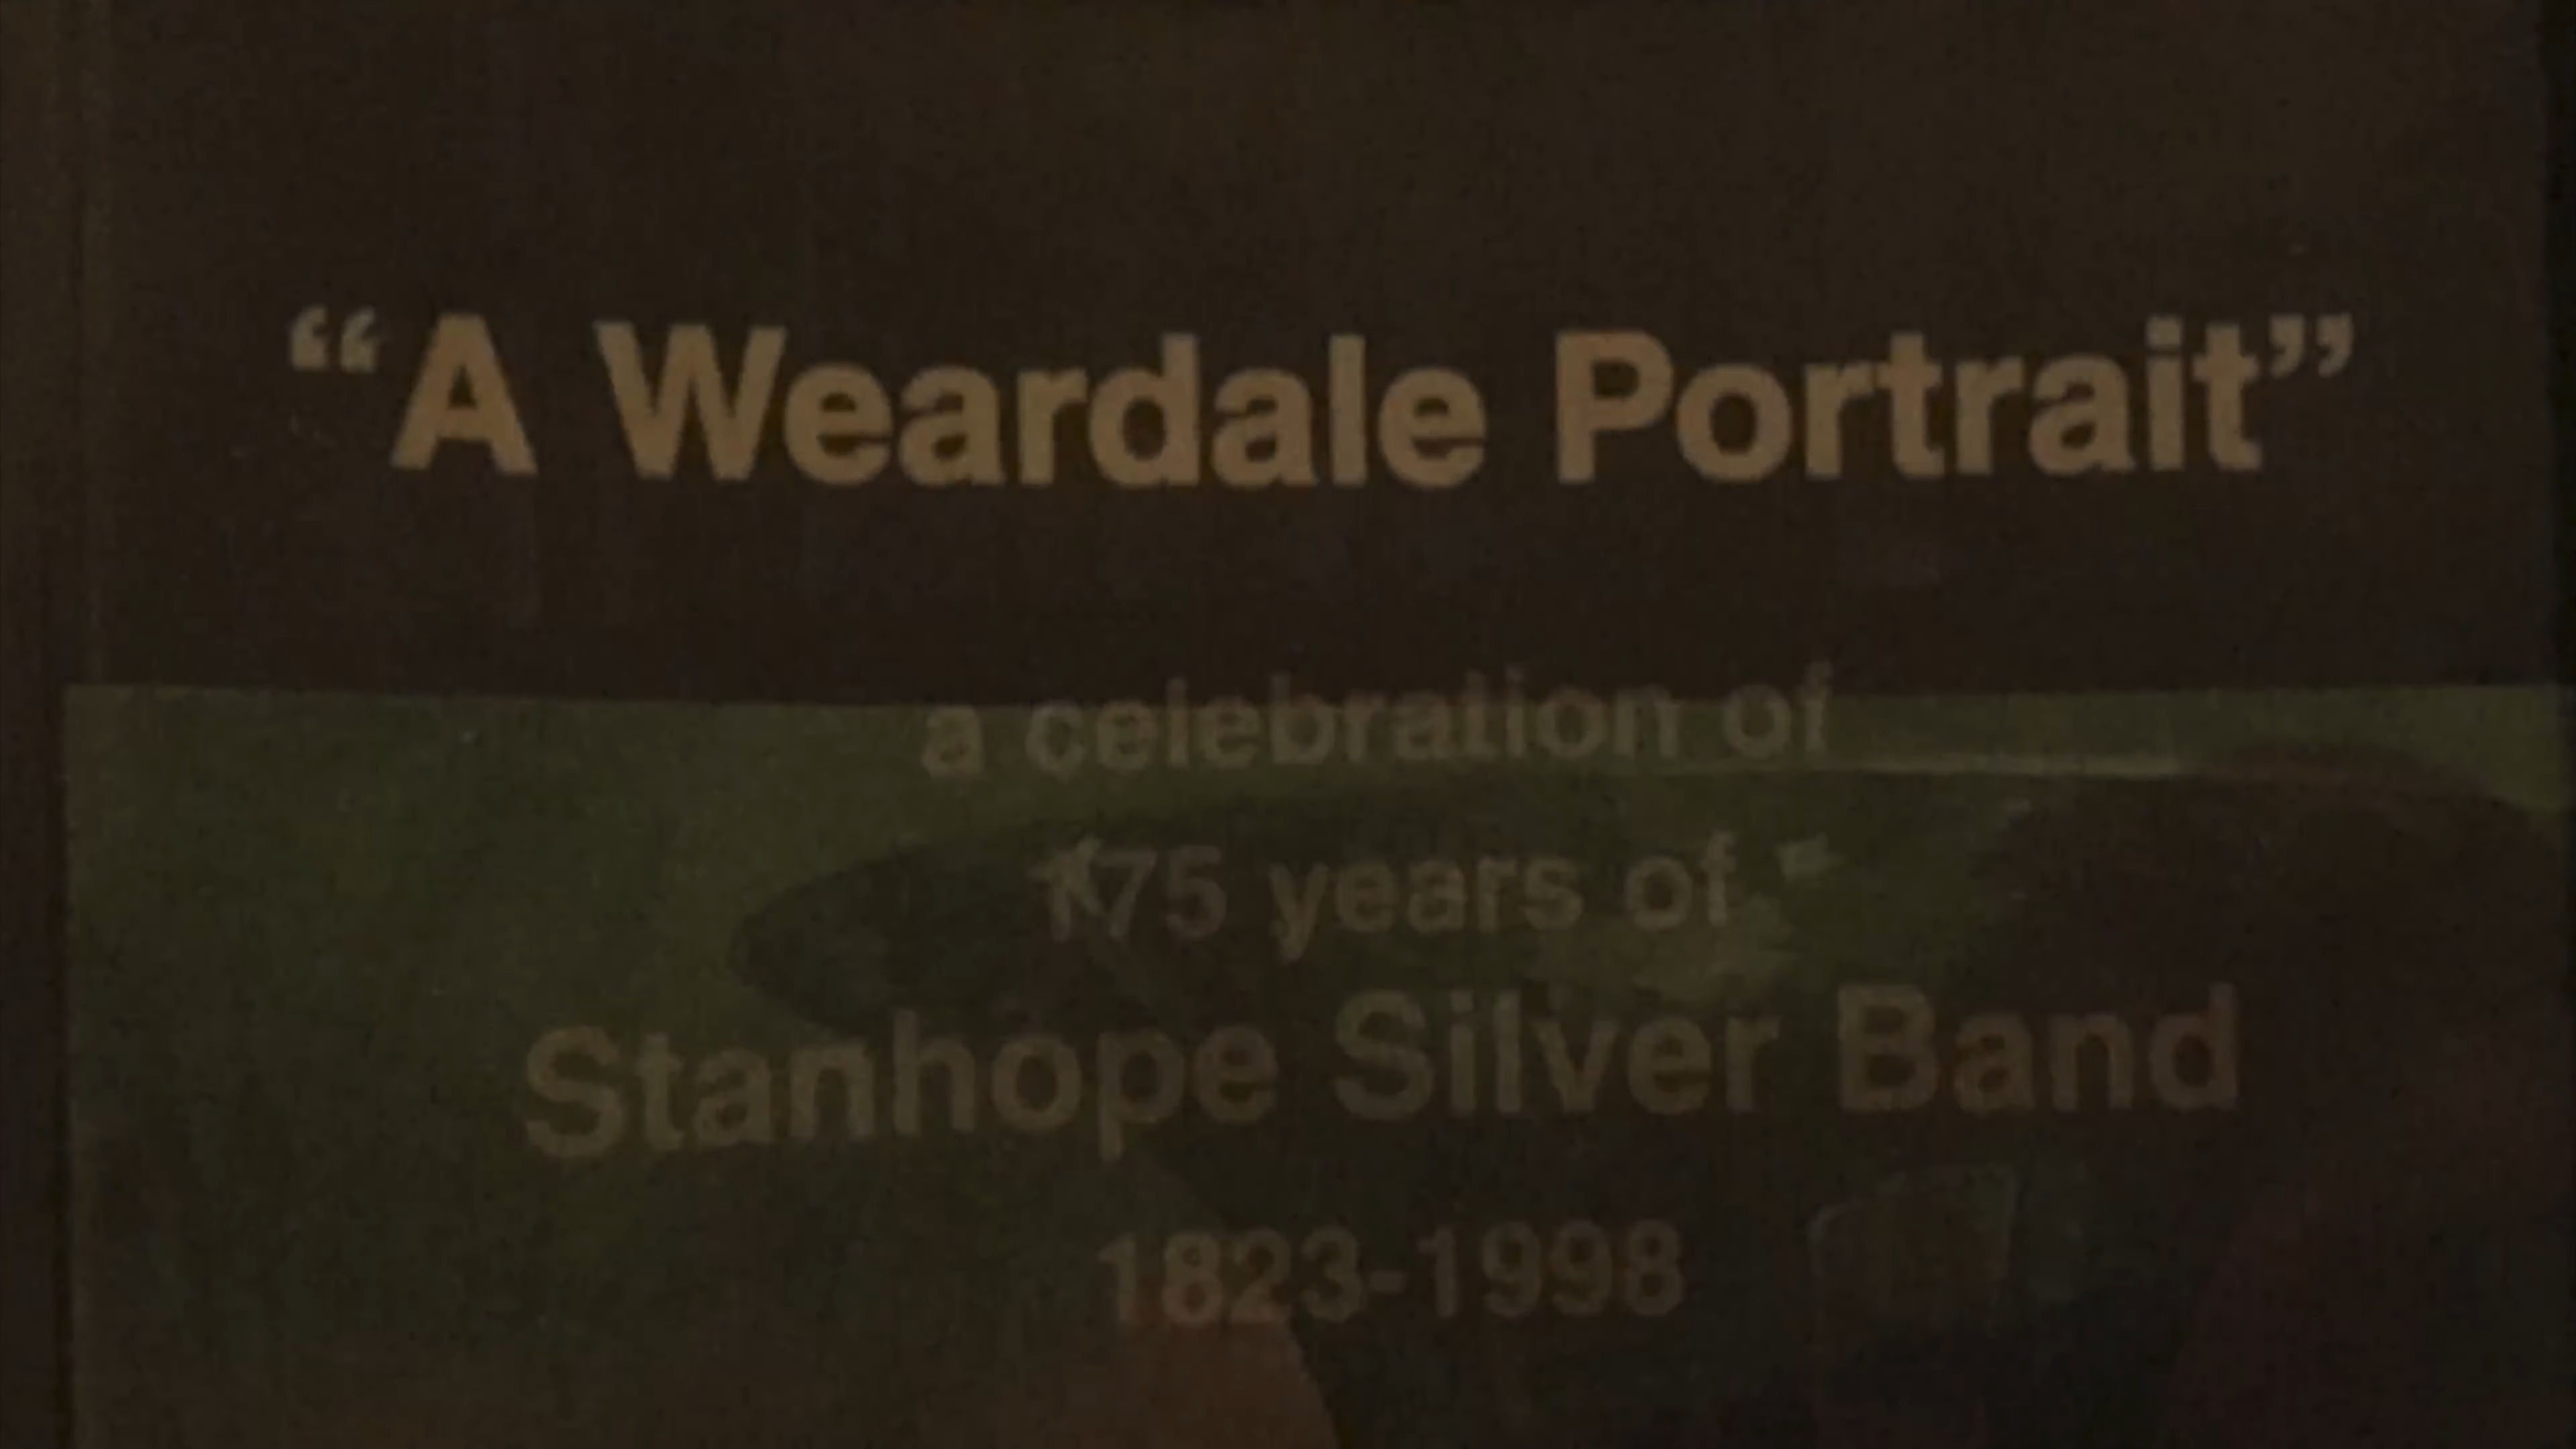 “A Weardale Portrait”
a celebration of
175 years of
Stanhope Silver Band
1823-1998